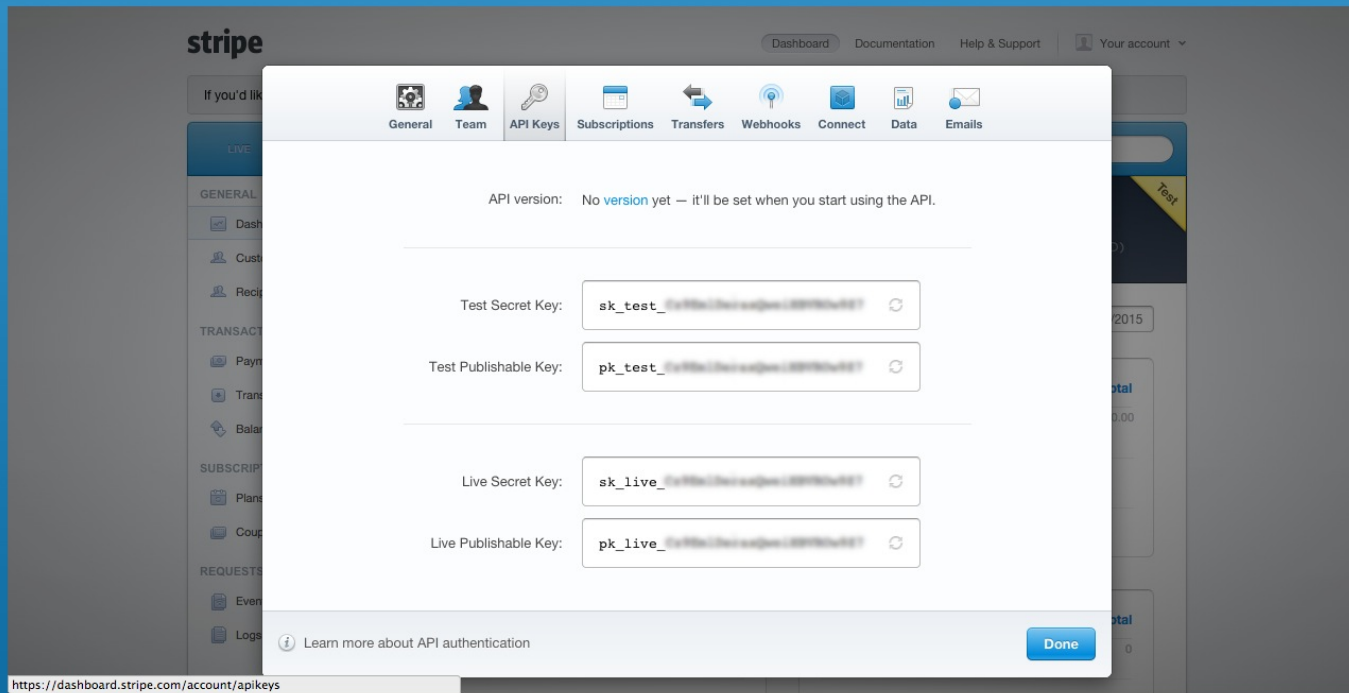 stripe
Dashboard Documentation Help & Support Your account
If you'd lik
General Team API Keys Subscriptions Transfers Webhooks Connect Data Emails
LIVE
Test
API version: No version yet — it'll be set when you start using the API.
GENERAL
Dash
Custo
Recip
TRANSACT
Paym
Trans
Balan
SUBSCRIPT
Plans
Coup
REQUESTS
Even
Logs
Test Secret Key: sk_test_
Test Publishable Key: pk_test_
Live Secret Key: sk_live_
Live Publishable Key: pk_live_
/2015
otal
0.00
otal
0
Learn more about API authentication
Done
https://dashboard.stripe.com/account/apikeys